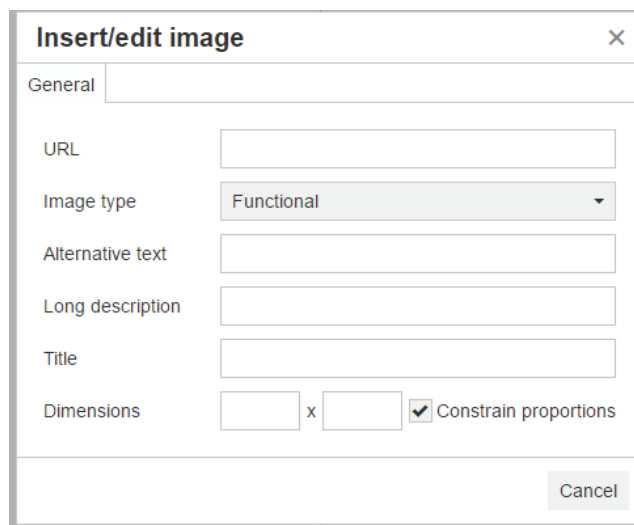 Insert/edit image ×
General
URL
Image type Functional
Alternative text
Long description
Title
Dimensions x Constrain proportions
Cancel